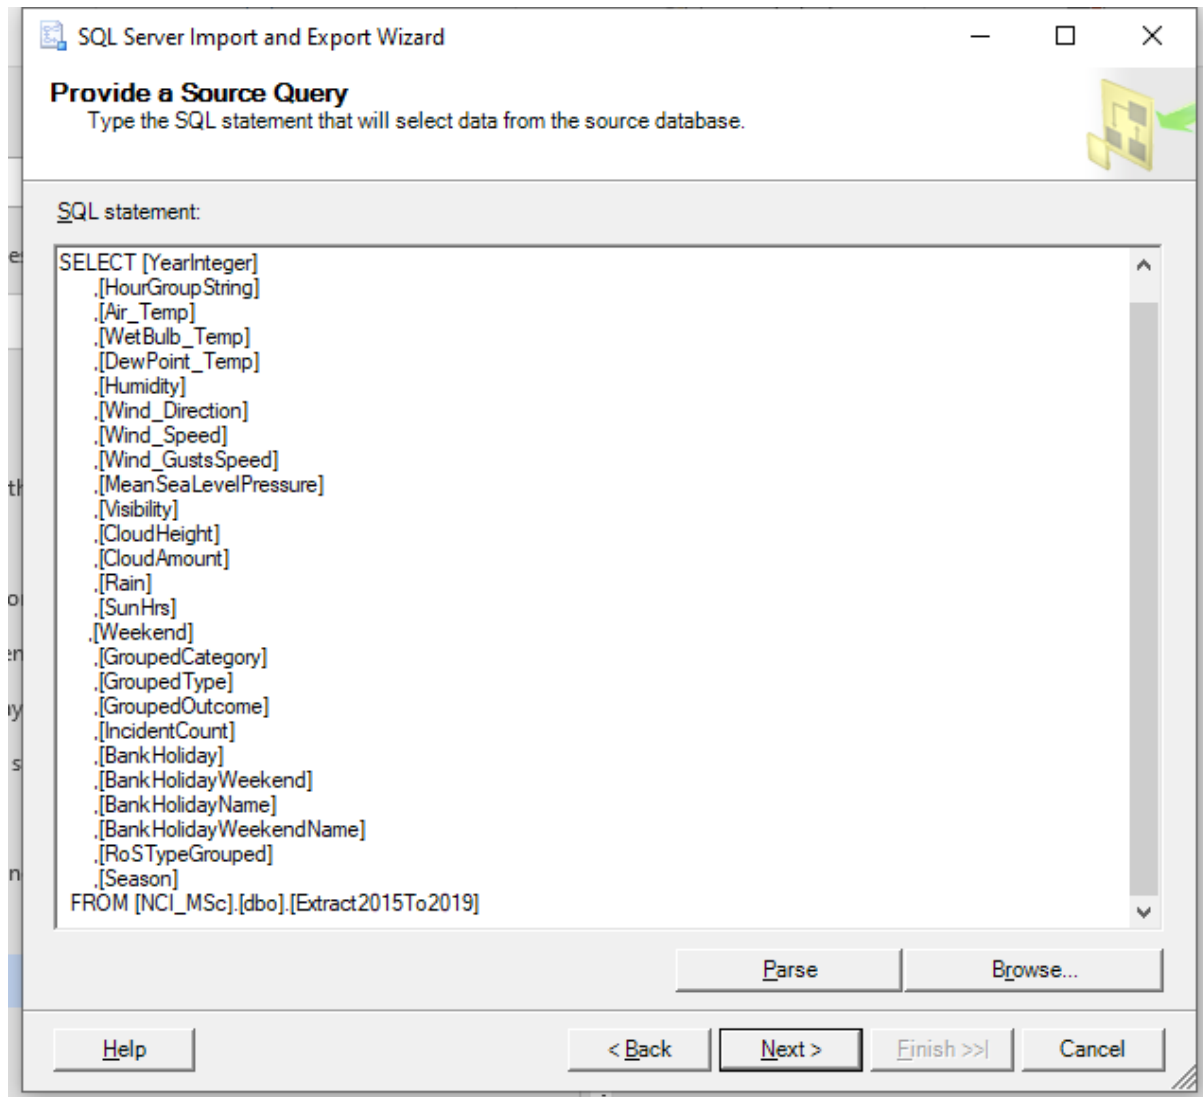 SQL Server Import and Export Wizard
Provide a Source Query
Type the SQL statement that will select data from the source database.
SQL statement:
SELECT [YearInteger]
,[HourGroupString]
,[Air_Temp]
,[WetBulb_Temp]
,[DewPoint_Temp]
,[Humidity]
,[Wind_Direction]
,[Wind_Speed]
,[Wind_GustsSpeed]
,[MeanSeaLevelPressure]
,[Visibility]
,[CloudHeight]
,[CloudAmount]
,[Rain]
,[SunHrs]
,[Weekend]
,[GroupedCategory]
,[GroupedType]
,[GroupedOutcome]
,[IncidentCount]
,[BankHoliday]
,[BankHolidayWeekend]
,[BankHolidayName]
,[BankHolidayWeekendName]
,[RoSTypeGrouped]
,[Season]
FROM [NCI_MSc].[dbo].[Extract2015To2019]
Parse Browse...
Help < Back Next > Finish >>| Cancel